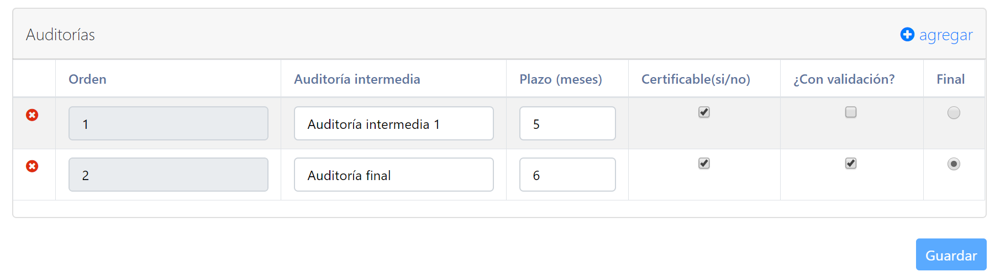 Auditorías agregar
Orden Auditoría intermedia Plazo (meses) Certificable(si/no) ¿Con validación? Final
1 Auditoría intermedia 1 5
2 Auditoría final 6
Guardar